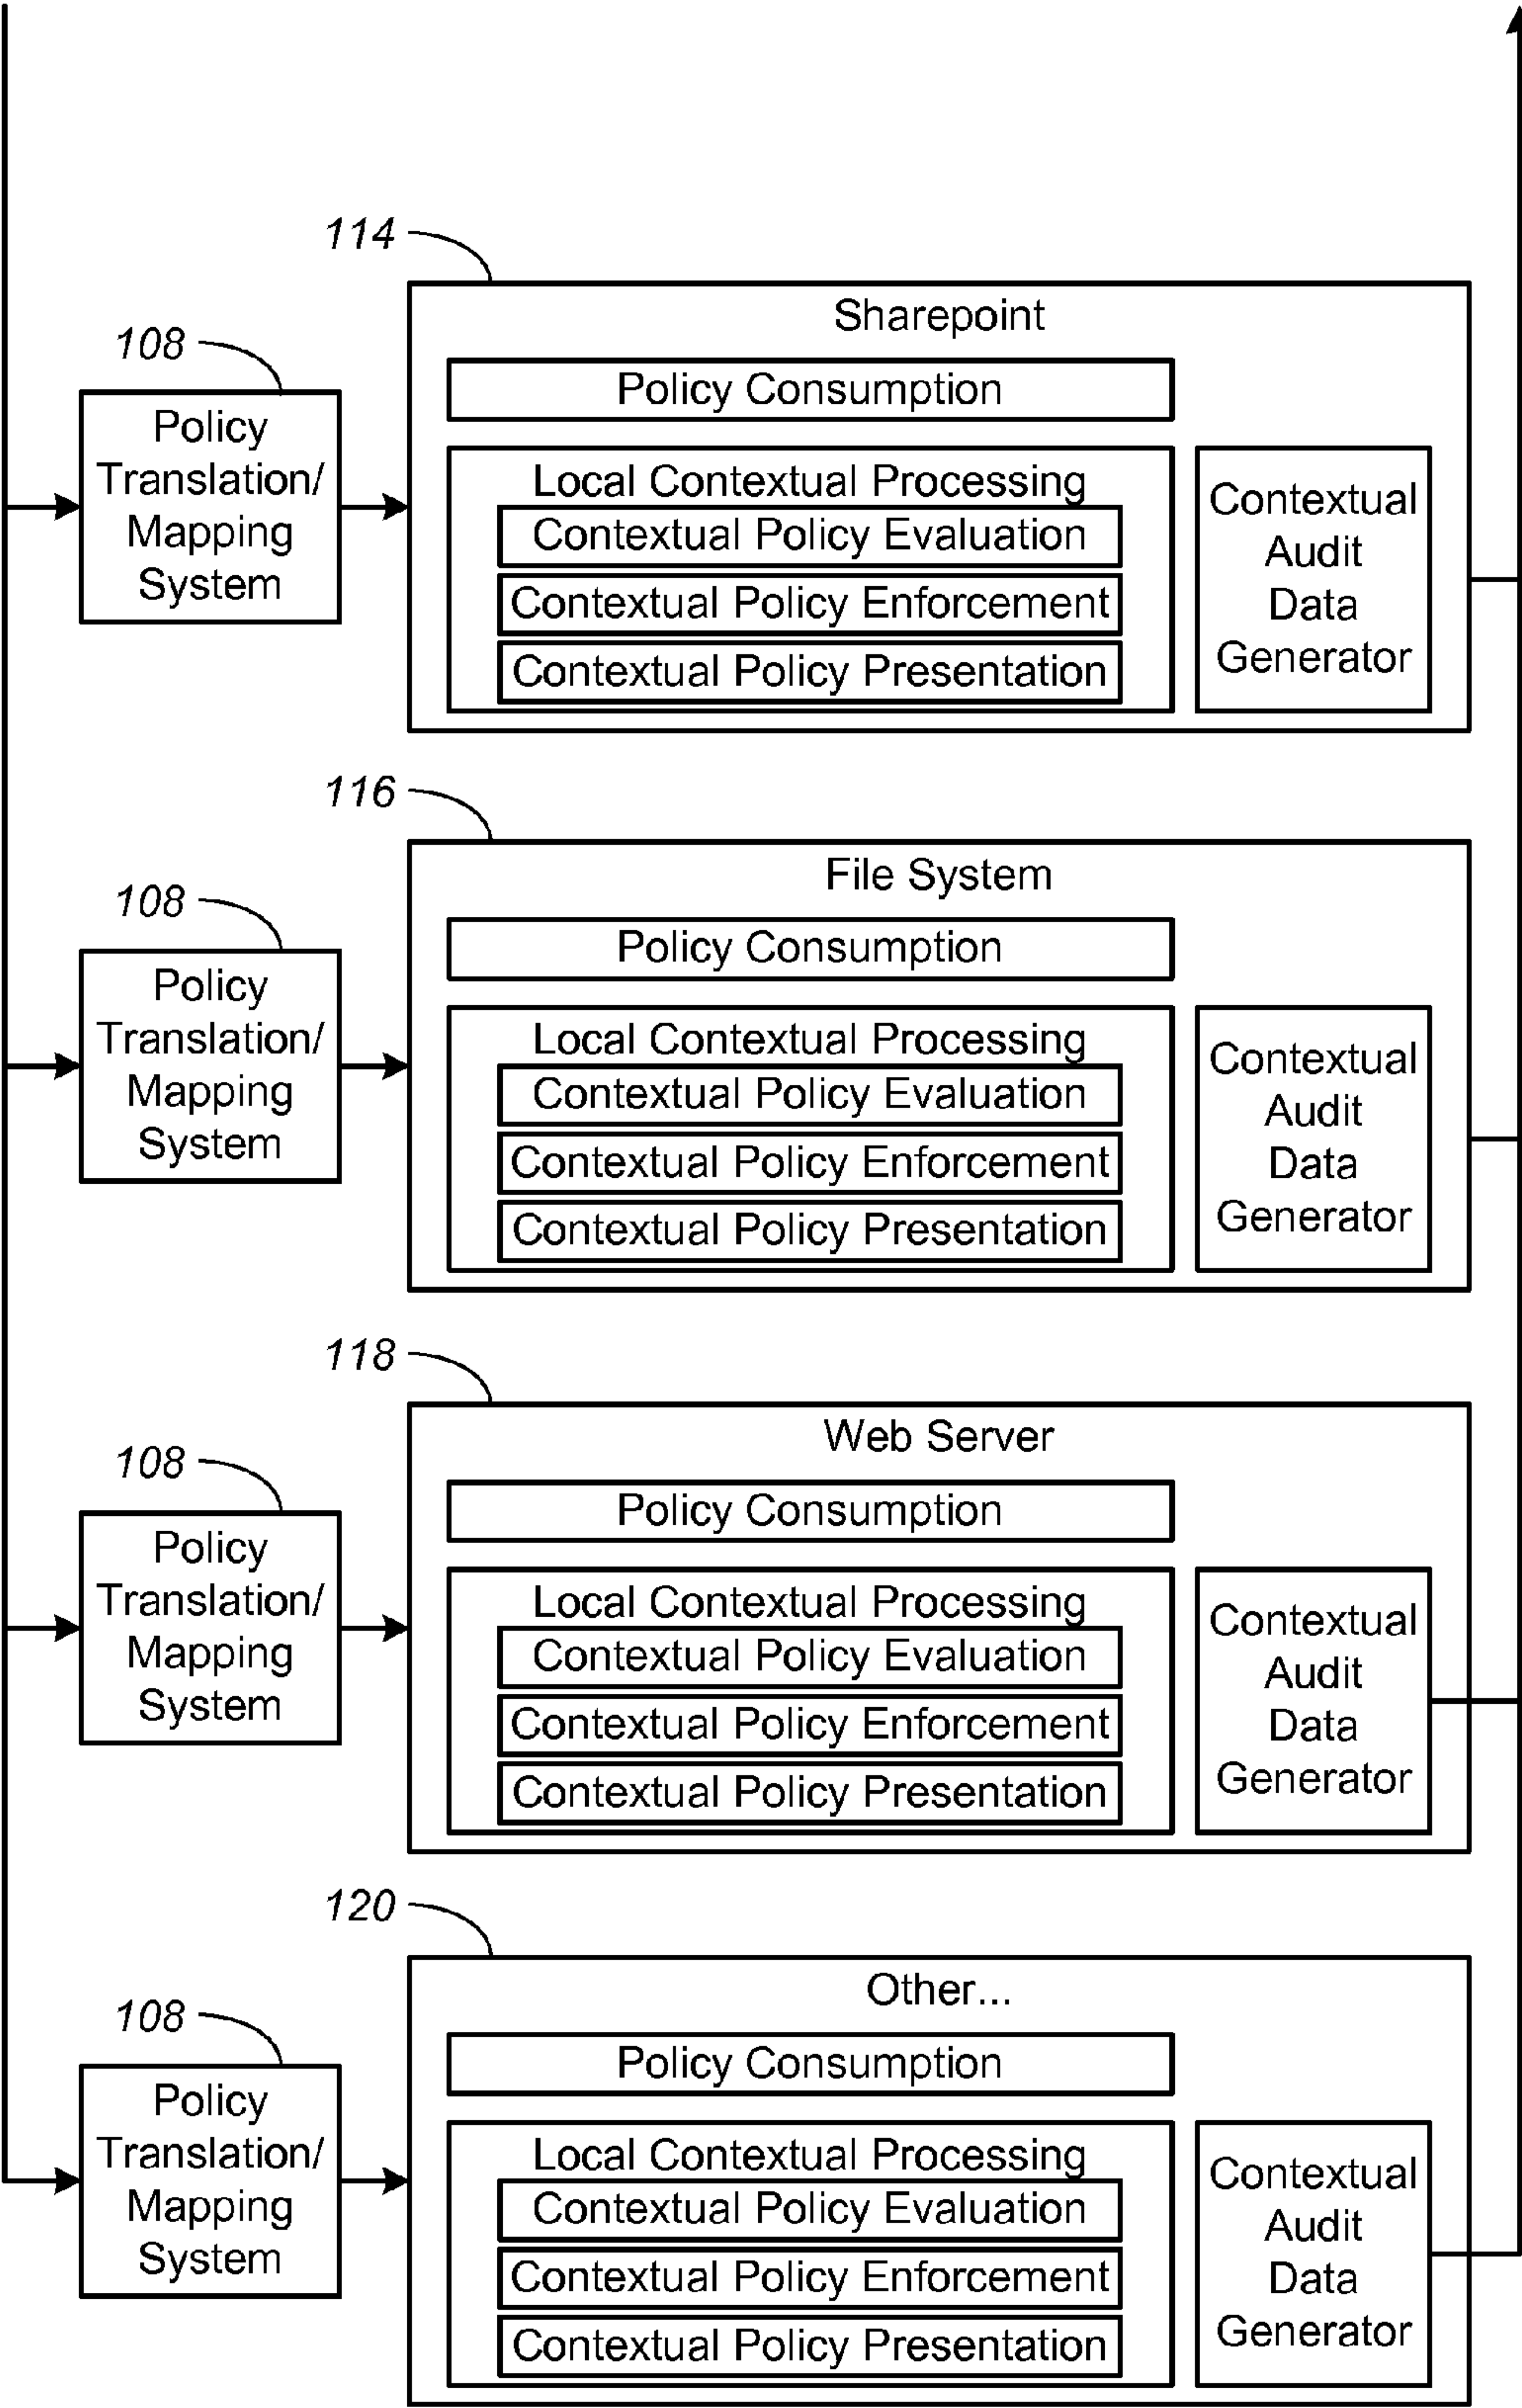 114
Sharepoint
108
Policy Consumption
Policy
Translation/
Mapping
System
Local Contextual Processing
Contextual Policy Evaluation
Contextual Policy Enforcement
Contextual Policy Presentation
Contextual
Audit
Data
Generator
116
File System
108
Policy Consumption
Policy
Translation/
Mapping
System
Local Contextual Processing
Contextual Policy Evaluation
Contextual Policy Enforcement
Contextual Policy Presentation
Contextual
Audit
Data
Generator
118
Web Server
108
Policy Consumption
Policy
Translation/
Mapping
System
Local Contextual Processing
Contextual Policy Evaluation
Contextual Policy Enforcement
Contextual Policy Presentation
Contextual
Audit
Data
Generator
120
Other...
108
Policy Consumption
Policy
Translation/
Mapping
System
Local Contextual Processing
Contextual Policy Evaluation
Contextual Policy Enforcement
Contextual Policy Presentation
Contextual
Audit
Data
Generator